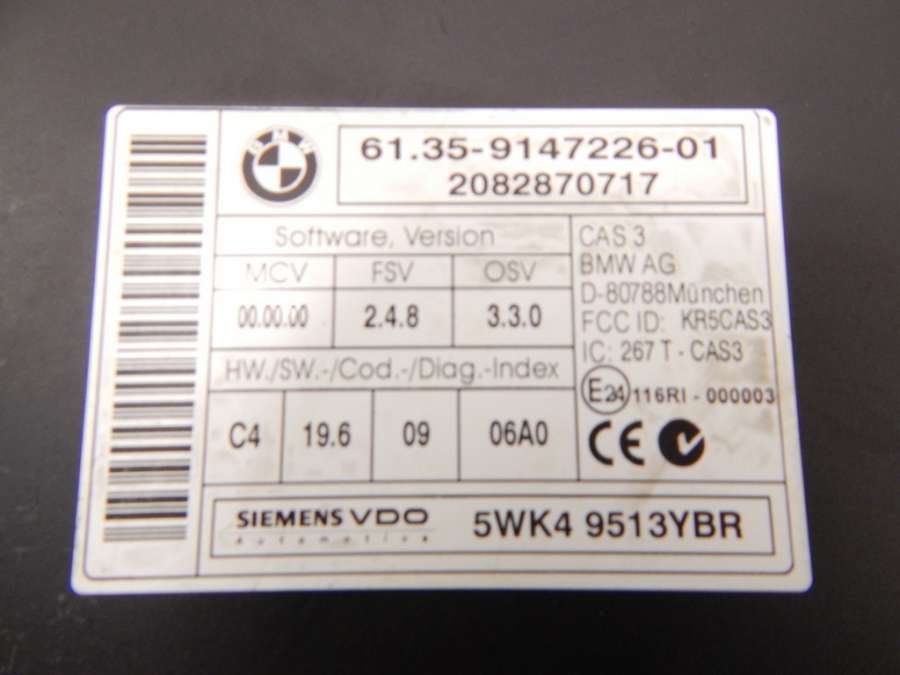 BMW
61.35-9147226-01
2082870717
Software, Version
MCV FSV OSV
00.00.00 2.4.8 3.3.0
HW./SW.-/Cod.-/Diag.-Index
C4 19.6 09 06A0
CAS 3
BMW AG
D-80788München
FCC ID: KR5CAS3
IC: 267 T - CAS3
E24 116RI - 000003
CE
SIEMENS VDO
Automotive
5WK4 9513YBR